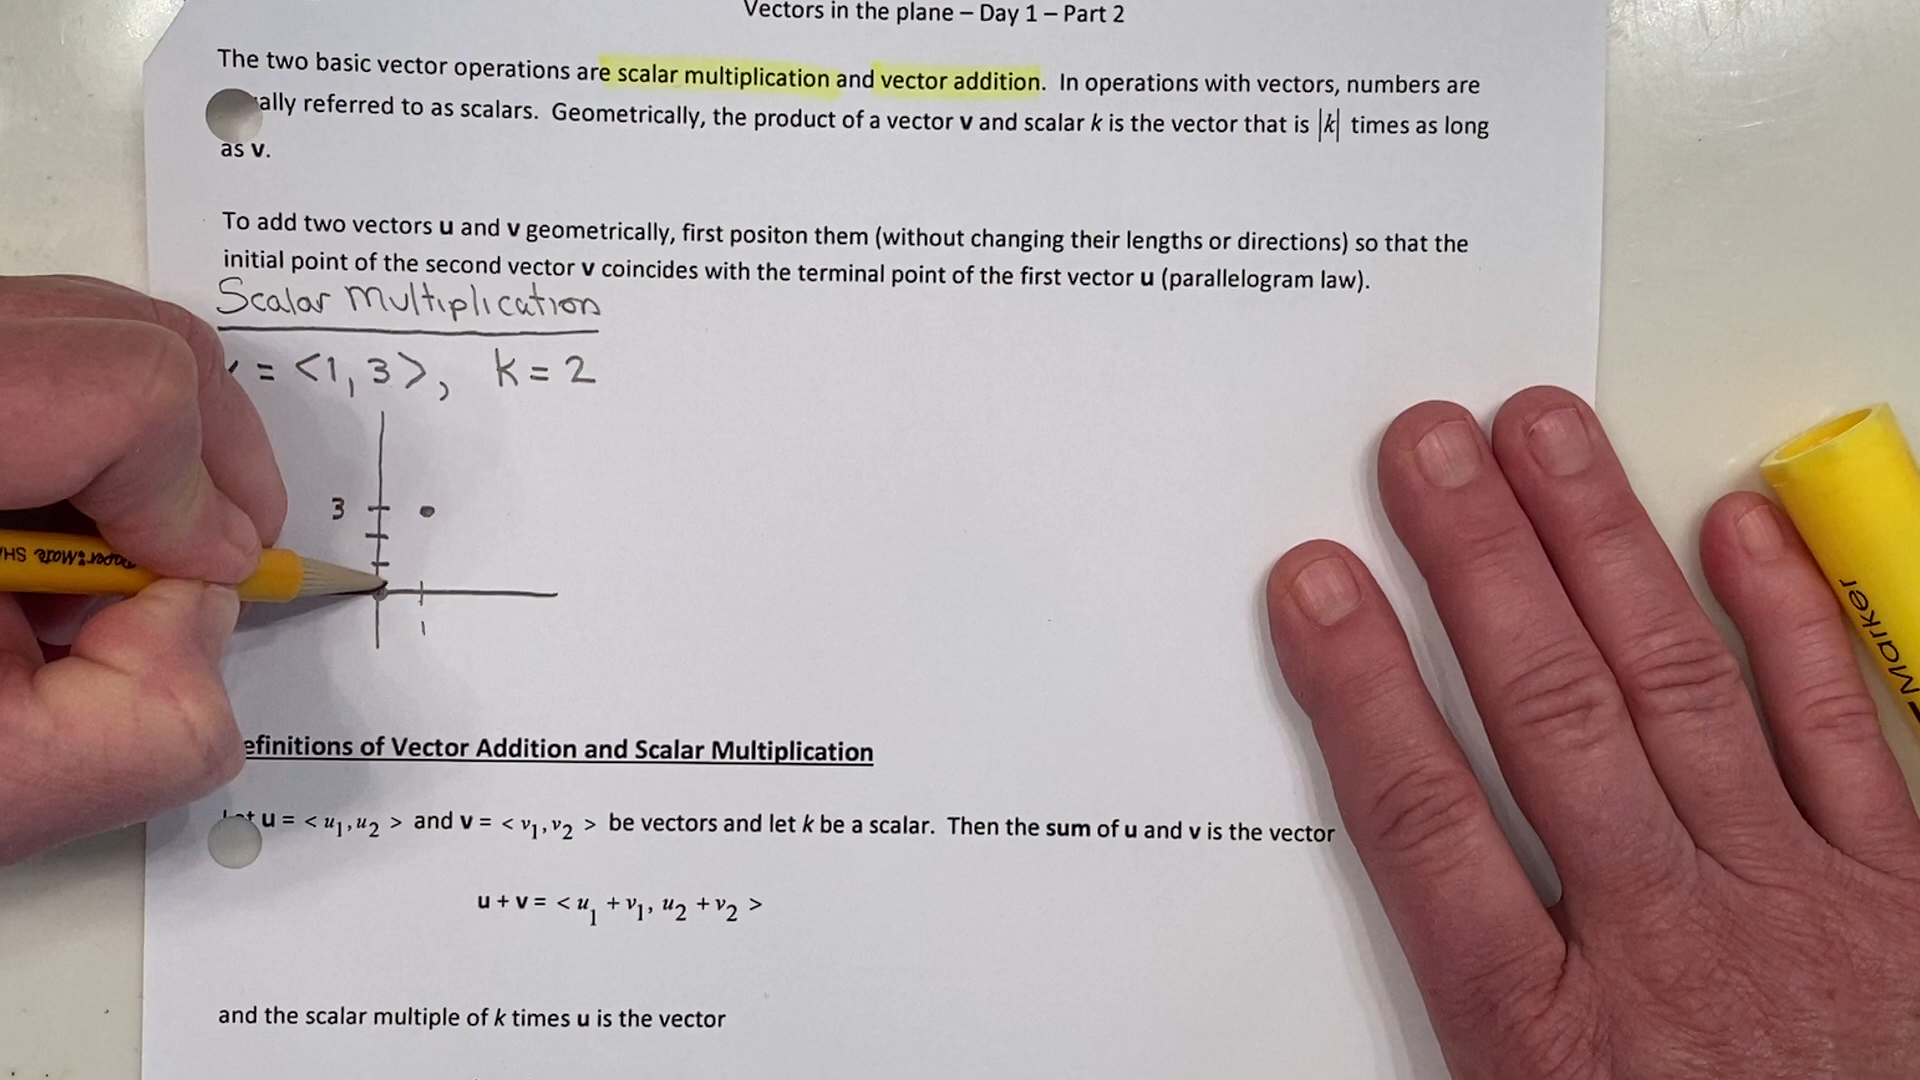 Vectors in the plane – Day 1 – Part 2
The two basic vector operations are scalar multiplication and vector addition. In operations with vectors, numbers are
ally referred to as scalars. Geometrically, the product of a vector v and scalar k is the vector that is |k| times as long
as v.
To add two vectors u and v geometrically, first positon them (without changing their lengths or directions) so that the
initial point of the second vector v coincides with the terminal point of the first vector u (parallelogram law).
Scalar Multiplication
= <1, 3>, k = 2
3
1
efinitions of Vector Addition and Scalar Multiplication
u = < u₁, u₂ > and v = < v₁, v₂ > be vectors and let k be a scalar. Then the sum of u and v is the vector
u + v = < u₁ + v₁, u₂ + v₂ >
and the scalar multiple of k times u is the vector
Paper Mate SH
Marker